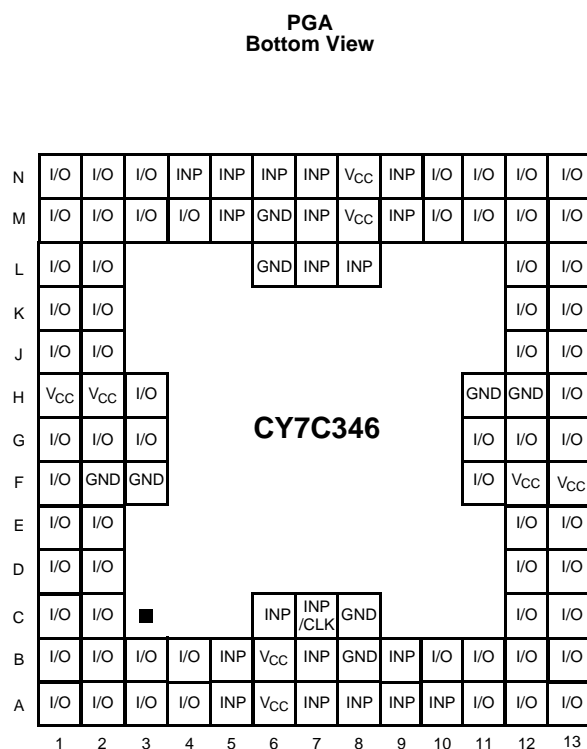 PGA
Bottom View
N I/O I/O I/O INP INP INP INP VCC INP I/O I/O I/O I/O
M I/O I/O I/O I/O INP GND INP VCC INP I/O I/O I/O I/O
L I/O I/O GND INP INP I/O I/O
K I/O I/O I/O I/O
J I/O I/O I/O I/O
H VCC VCC I/O GND GND I/O
CY7C346
G I/O I/O I/O I/O I/O I/O
F I/O GND GND I/O VCC VCC
E I/O I/O I/O I/O
D I/O I/O I/O I/O
C I/O I/O INP INP /CLK GND I/O I/O
B I/O I/O I/O I/O INP VCC INP GND INP I/O I/O I/O I/O
A I/O I/O I/O I/O INP VCC INP INP INP INP I/O I/O I/O
1 2 3 4 5 6 7 8 9 10 11 12 13